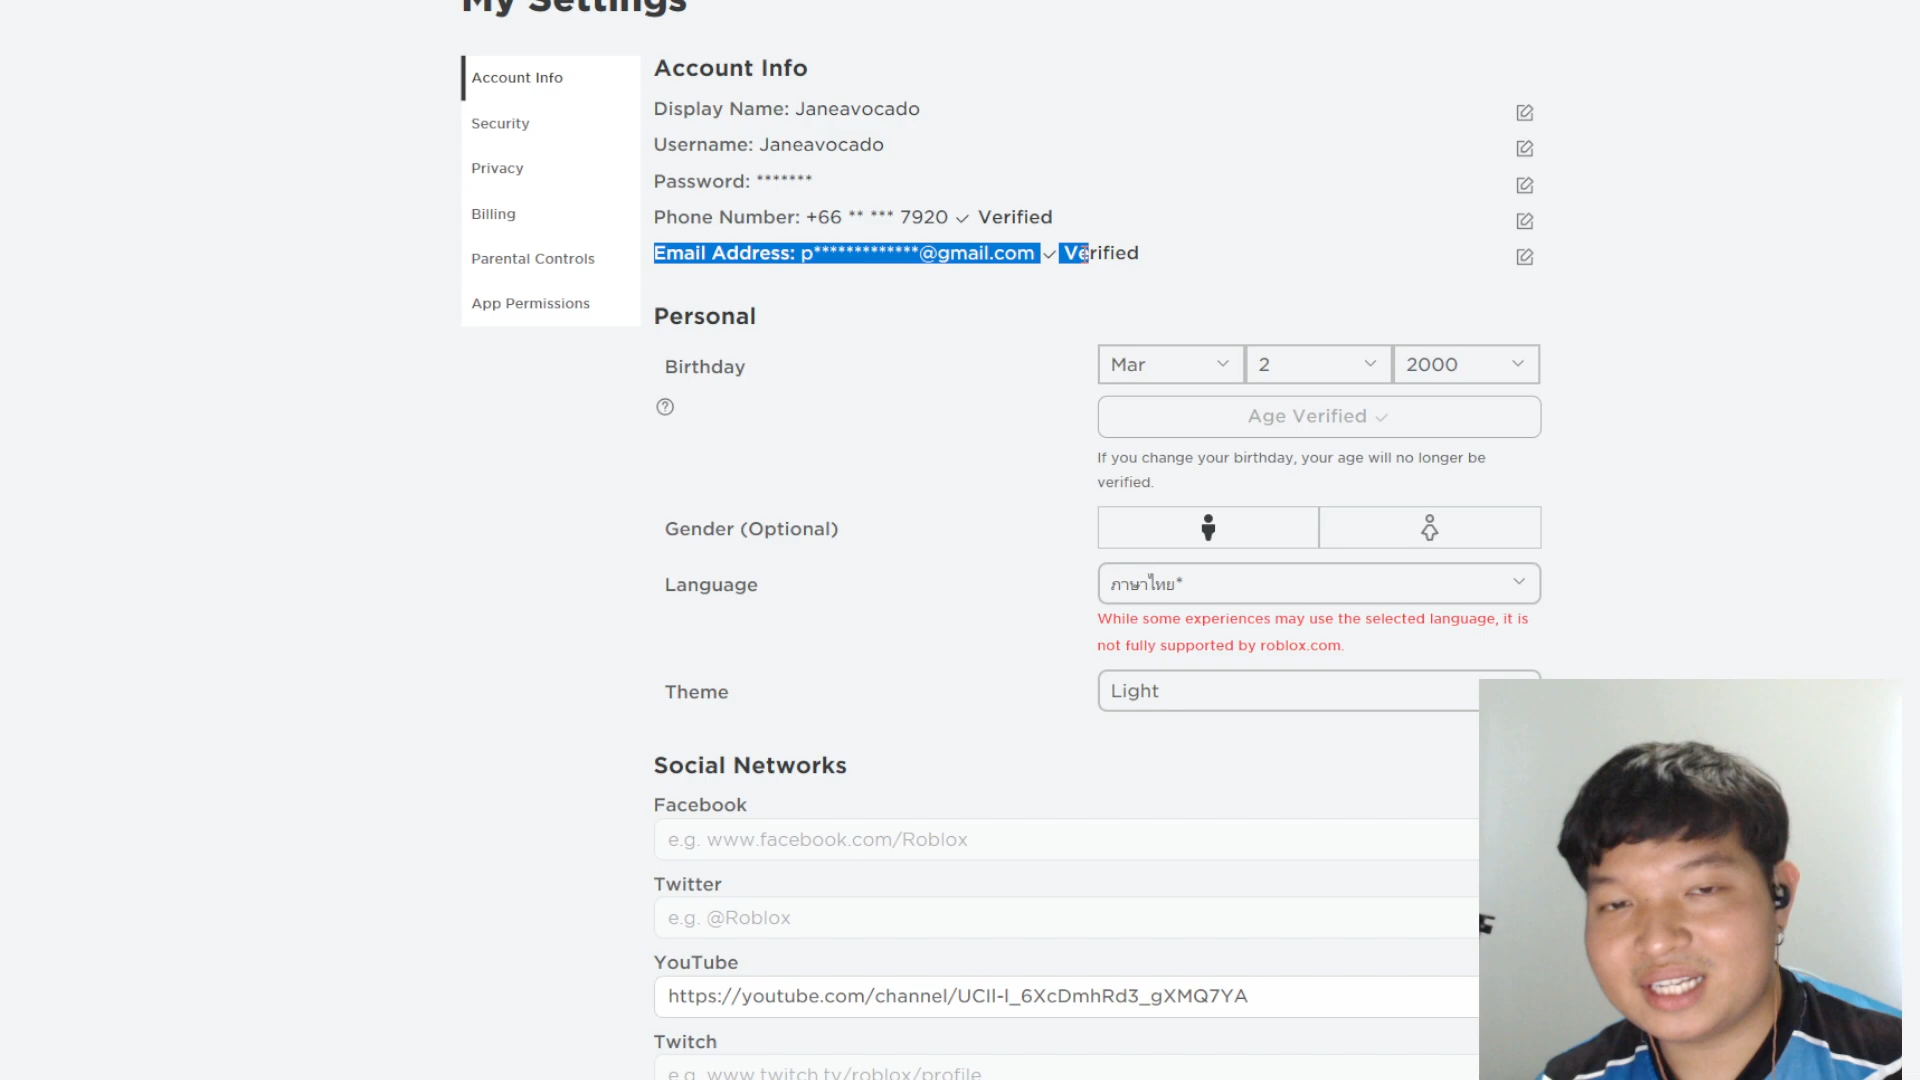 My Settings
Account Info
Security
Privacy
Billing
Parental Controls
App Permissions
Account Info
Display Name: Janeavocado
Username: Janeavocado
Password: *******
Phone Number: +66 ** *** 7920 Verified
Email Address: p*************@gmail.com Verified
Personal
Birthday
Mar 2 2000
Age Verified
If you change your birthday, your age will no longer be
verified.
Gender (Optional)
Language
ภาษาไทย*
While some experiences may use the selected language, it is
not fully supported by roblox.com.
Theme
Light
Social Networks
Facebook
e.g. www.facebook.com/Roblox
Twitter
e.g. @Roblox
YouTube
https://youtube.com/channel/UCIl-I_6XcDmhRd3_gXMQ7YA
Twitch
e.g. www.twitch.tv/roblox/profile